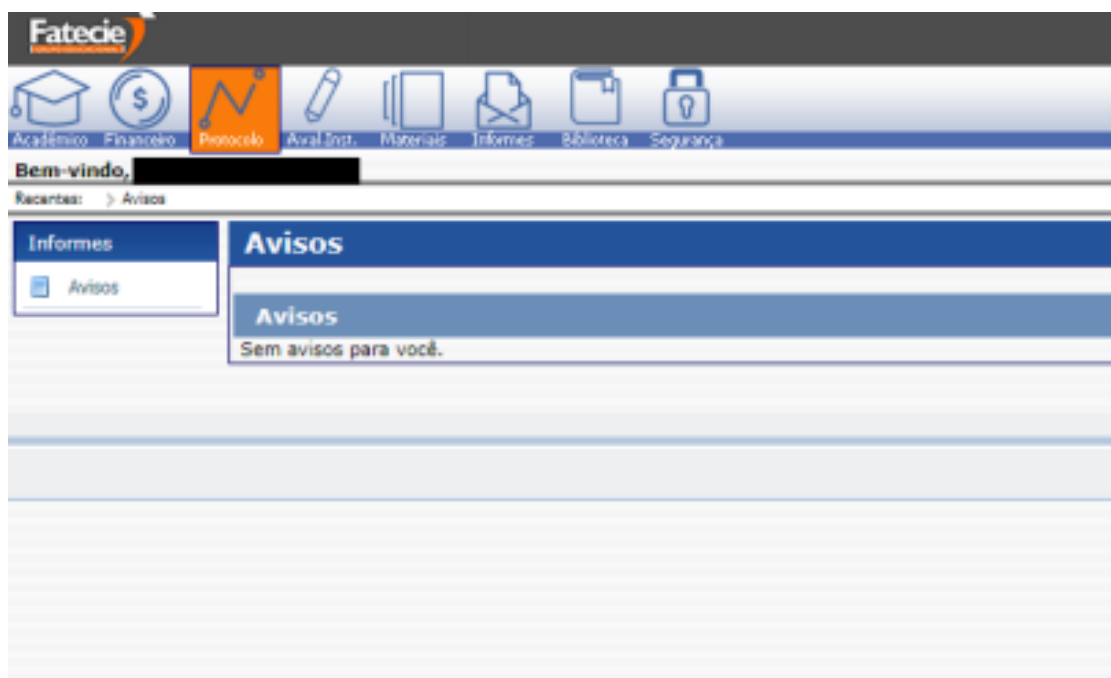 Fatecie
Acadêmico Financeiro Protocolo Aval.Inst. Materiais Informes Biblioteca Segurança
Bem-vindo,
Recentes: > Avisos
Informes
Avisos
Avisos
Avisos
Sem avisos para você.